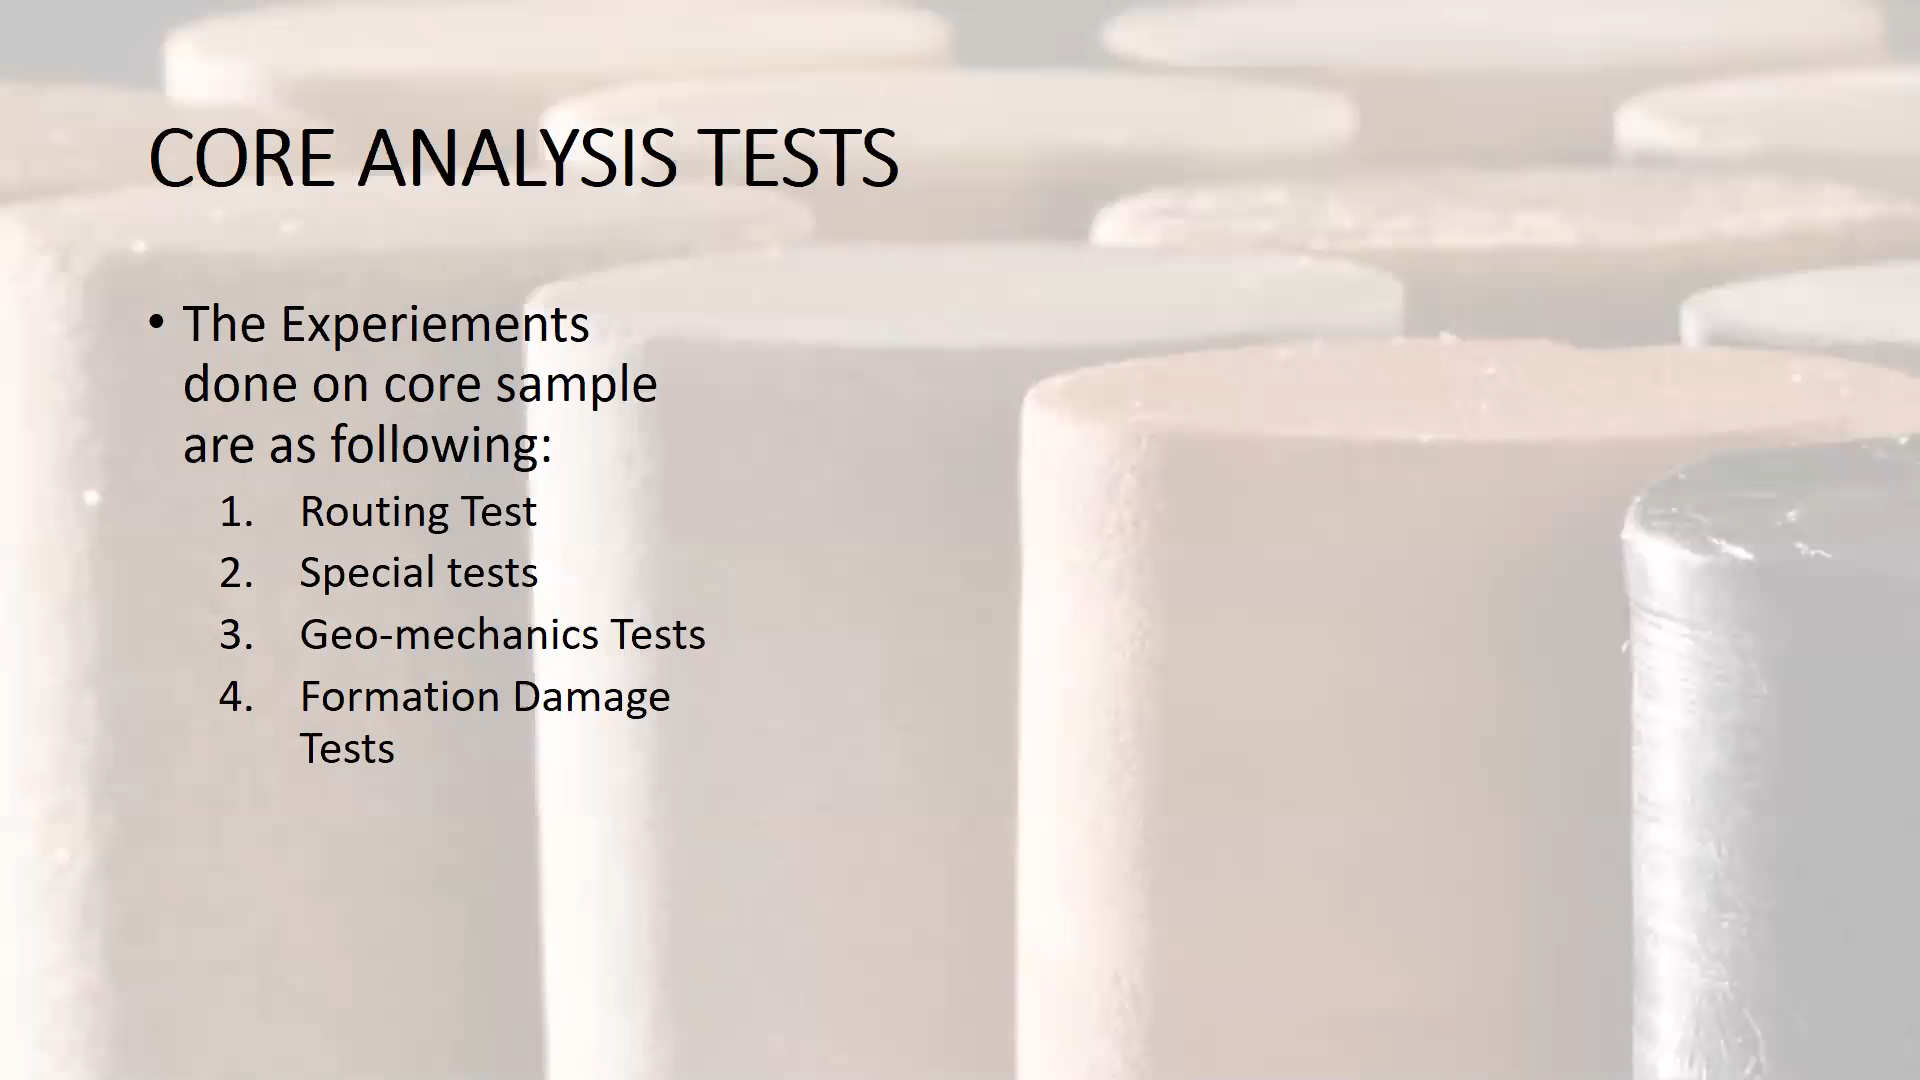 CORE ANALYSIS TESTS
• The Experiements
done on core sample
are as following:
1. Routing Test
2. Special tests
3. Geo-mechanics Tests
4. Formation Damage
Tests